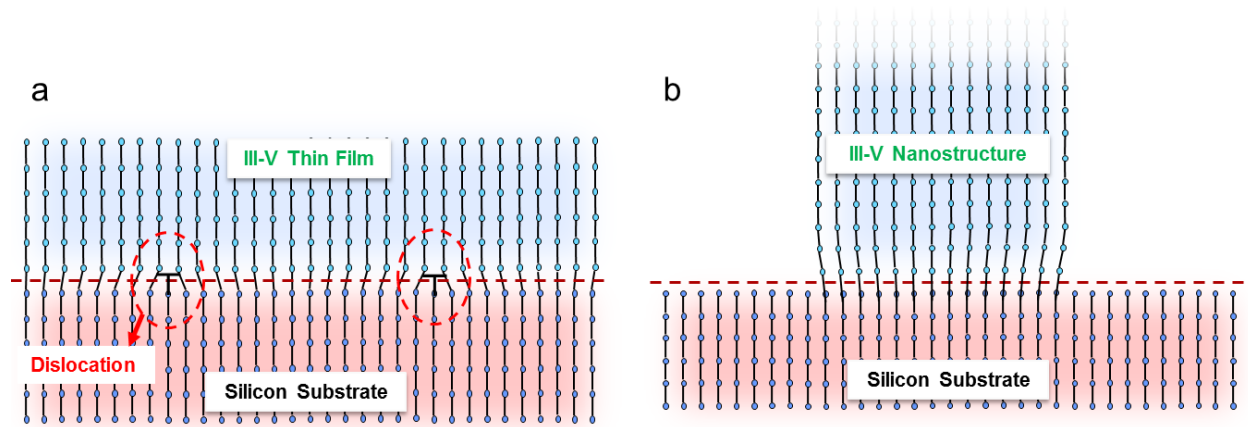 a
b
III-V Thin Film
III-V Nanostructure
Dislocation
Silicon Substrate
Silicon Substrate